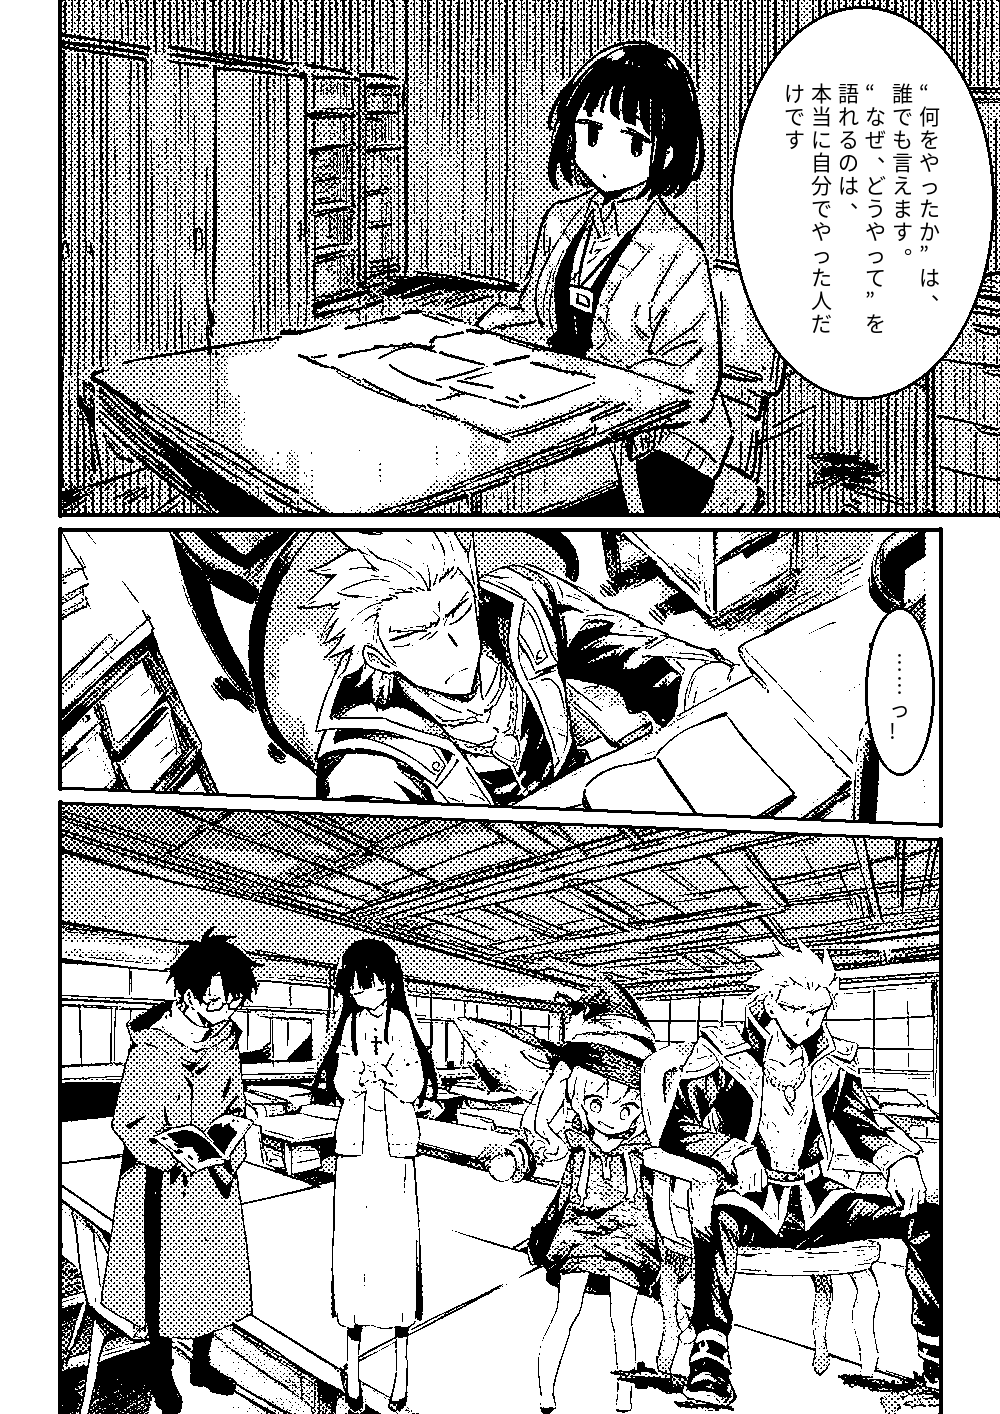 “何をやったか”は、
誰でも言えます。
“なぜ、どうやって”を
語れるのは、
本当に自分でやった人だ
けです
……っ！